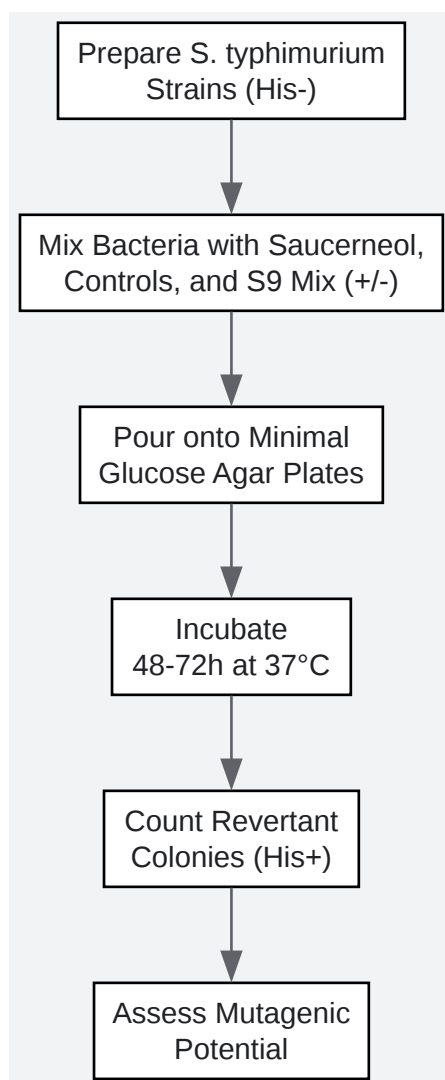 Prepare S. typhimurium
Strains (His-)
Mix Bacteria with Saucerneol,
Controls, and S9 Mix (+/-)
Pour onto Minimal
Glucose Agar Plates
Incubate
48-72h at 37°C
Count Revertant
Colonies (His+)
Assess Mutagenic
Potential